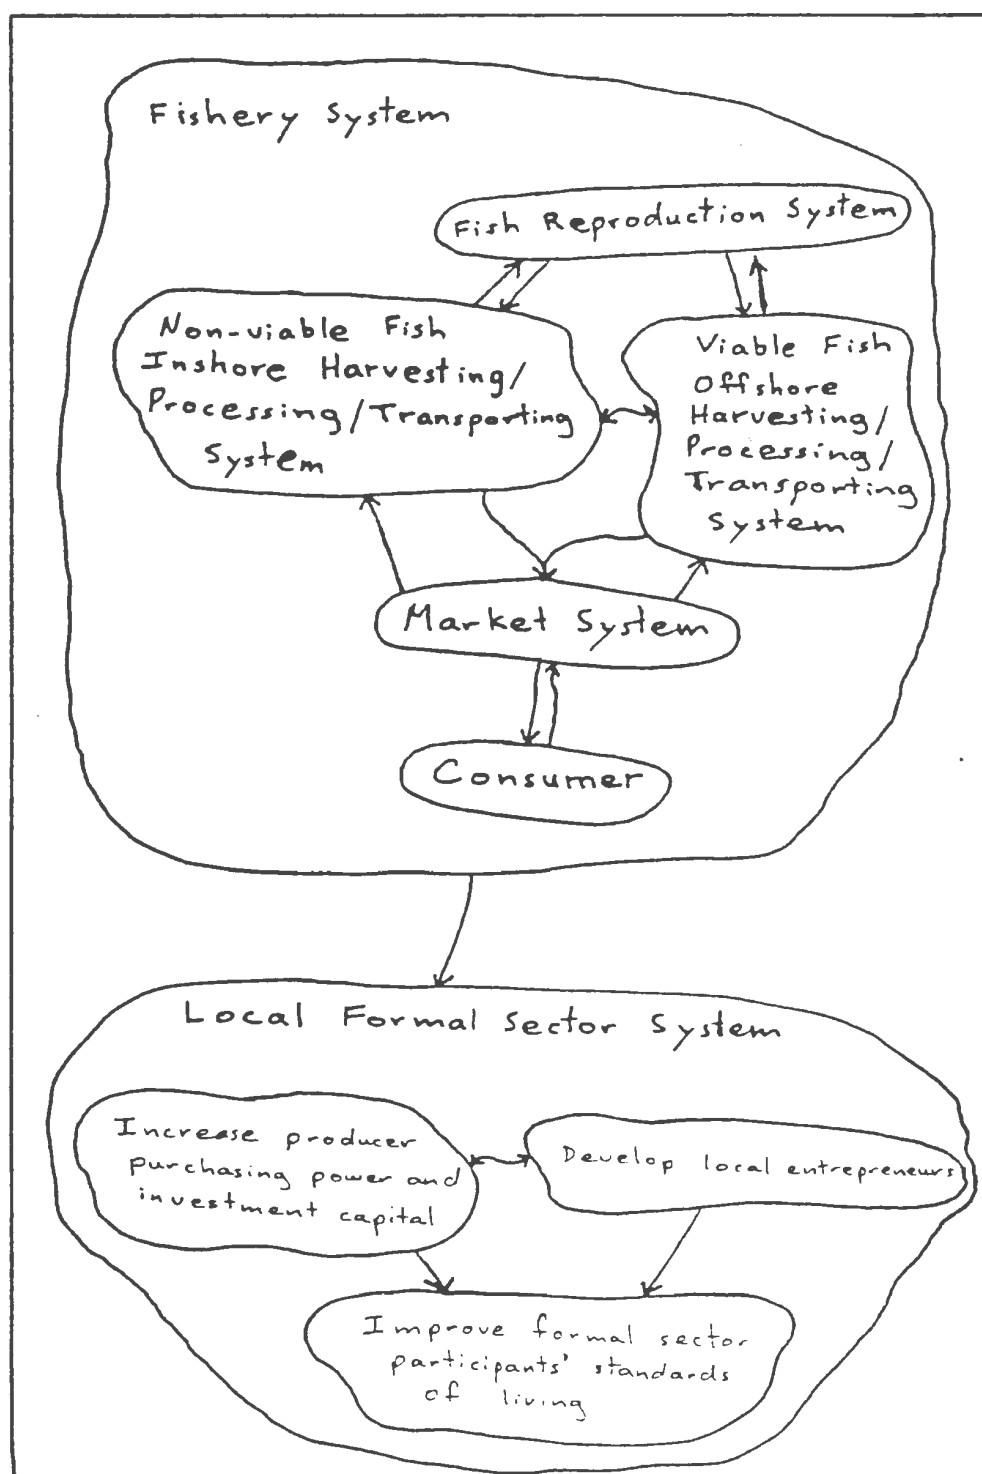 Fishery System
Fish Reproduction System
Non-viable Fish
Inshore Harvesting/
Processing/Transporting
System
Viable Fish
Offshore
Harvesting/
Processing/
Transporting
System
Market System
Consumer
Local Formal Sector System
Increase producer
purchasing power and
investment capital
Develop local entrepreneurs
Improve formal sector
participants' standards
of living